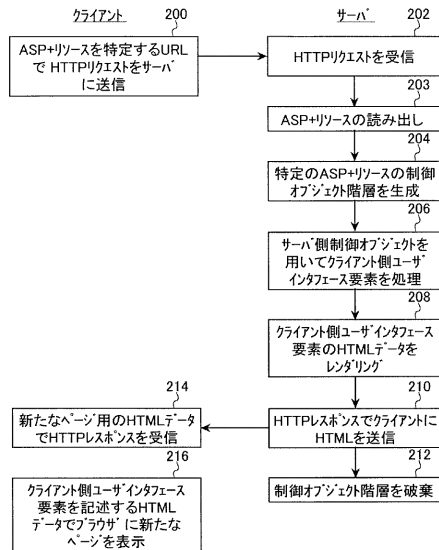 クライアント
200
ASP+リソースを特定するURL
で HTTPリクエストをサーバ
に送信
サーバ
202
HTTPリクエストを受信
203
ASP+リソースの読み出し
204
特定のASP+リソースの制御
オブジェクト階層を生成
206
サーバ側制御オブジェクトを
用いてクライアント側ユーザ
インタフェース要素を処理
208
クライアント側ユーザインタフェース
要素のHTMLデータを
レンダリング
210
HTTPレスポンスでクライアントに
HTMLを送信
212
制御オブジェクト階層を破棄
214
新たなページ用のHTMLデータ
でHTTPレスポンスを受信
216
クライアント側ユーザインタフェース
要素を記述するHTML
データでブラウザに新たな
ページを表示